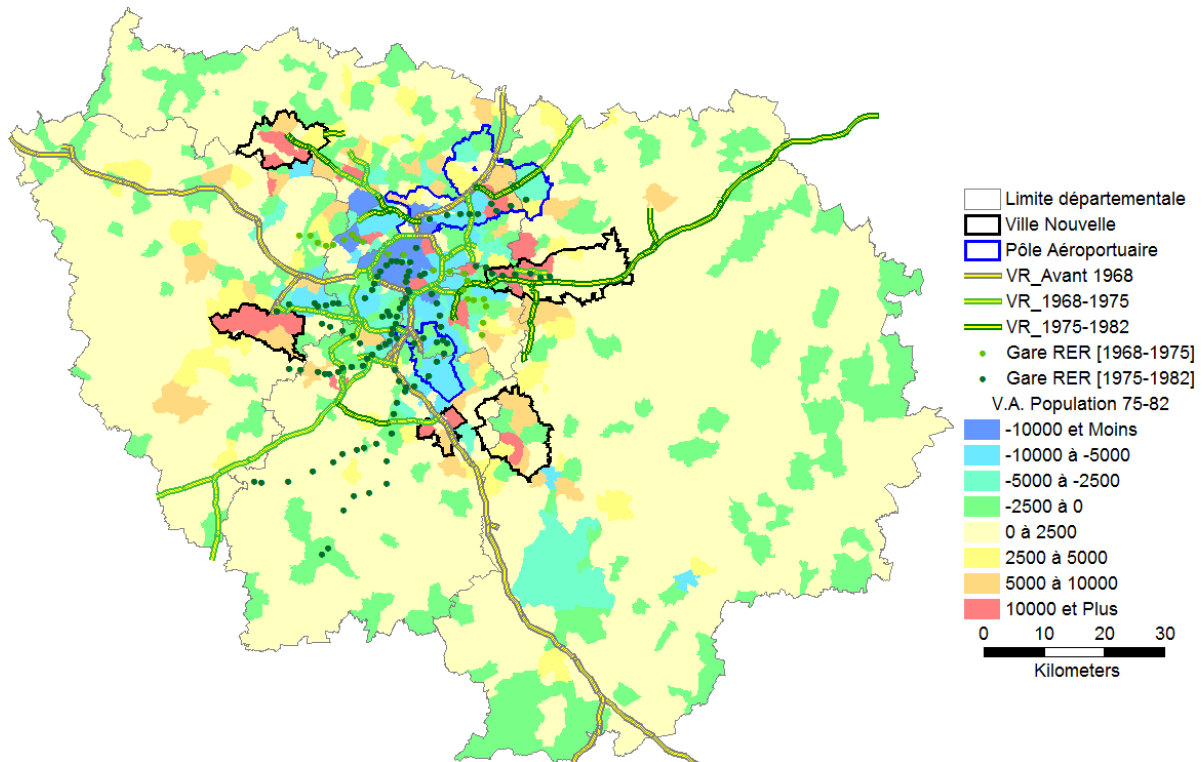 Limite départementale
Ville Nouvelle
Pôle Aéroportuaire
VR_Avant 1968
VR_1968-1975
VR_1975-1982
Gare RER [1968-1975]
Gare RER [1975-1982]
V.A. Population 75-82
-10000 et Moins
-10000 à -5000
-5000 à -2500
-2500 à 0
0 à 2500
2500 à 5000
5000 à 10000
10000 et Plus
0 10 20 30
Kilometers